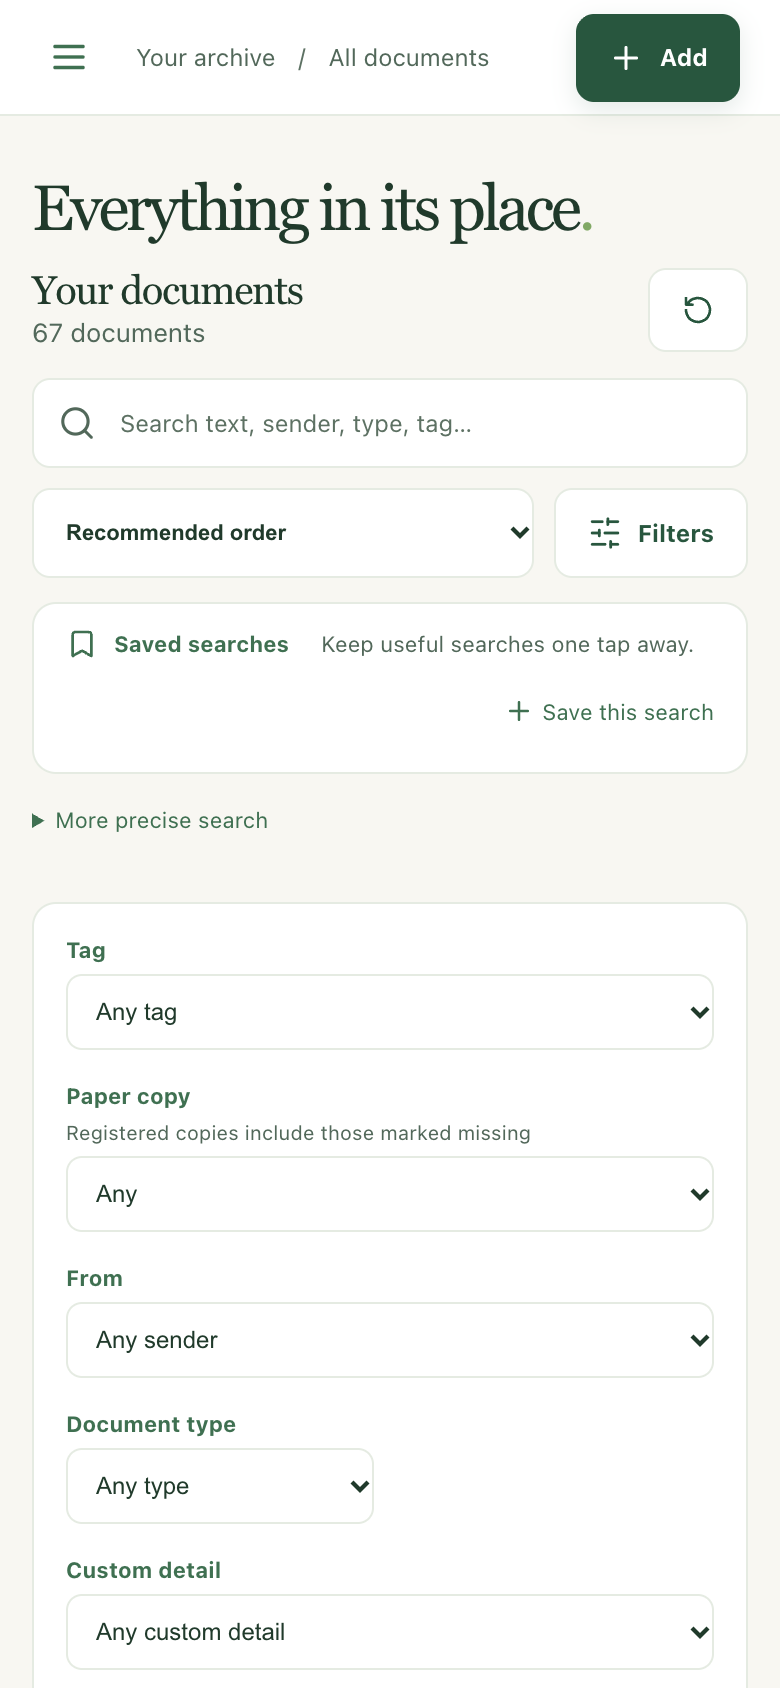 Your archive / All documents
Add
Everything in its place.
Your documents
67 documents
Search text, sender, type, tag...
Recommended order
Filters
Saved searches Keep useful searches one tap away.
Save this search
More precise search
Tag
Any tag
Paper copy
Registered copies include those marked missing
Any
From
Any sender
Document type
Any type
Custom detail
Any custom detail